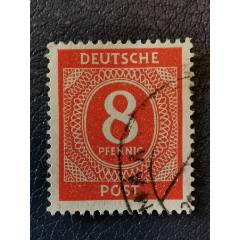 DEUTSCHE
8
PFENNIG
POST